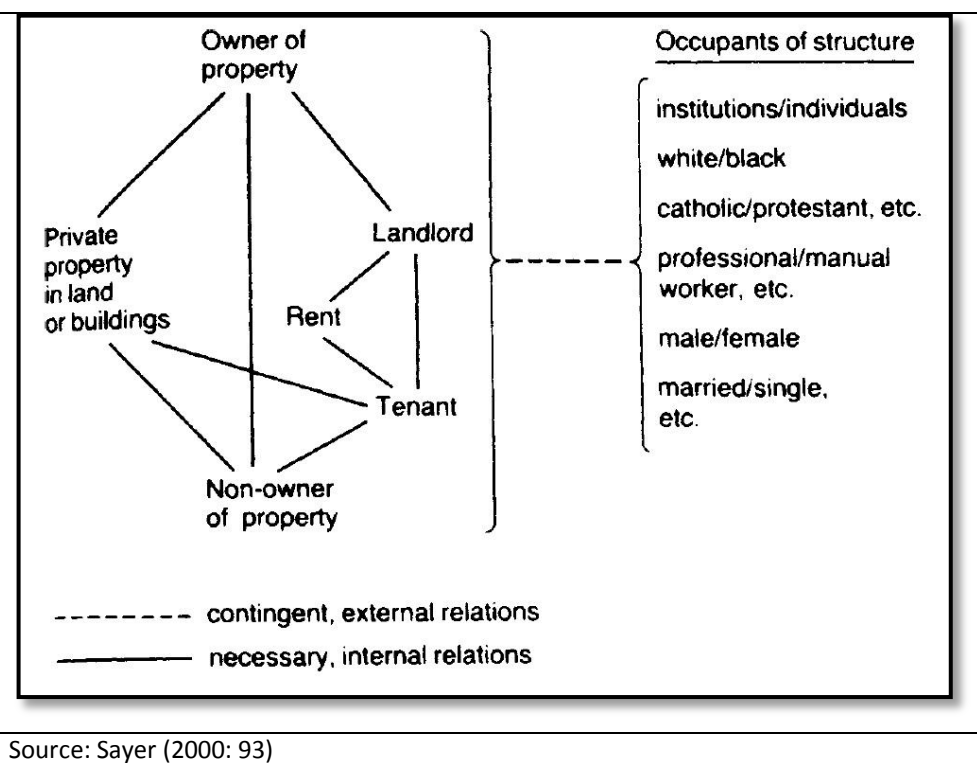 Owner of
property
Private
property
in land
or buildings
Landlord
Rent
Tenant
Non-owner
of property
Occupants of structure
institutions/individuals
white/black
catholic/protestant, etc.
professional/manual
worker, etc.
male/female
married/single,
etc.
contingent, external relations
necessary, internal relations
Source: Sayer (2000: 93)